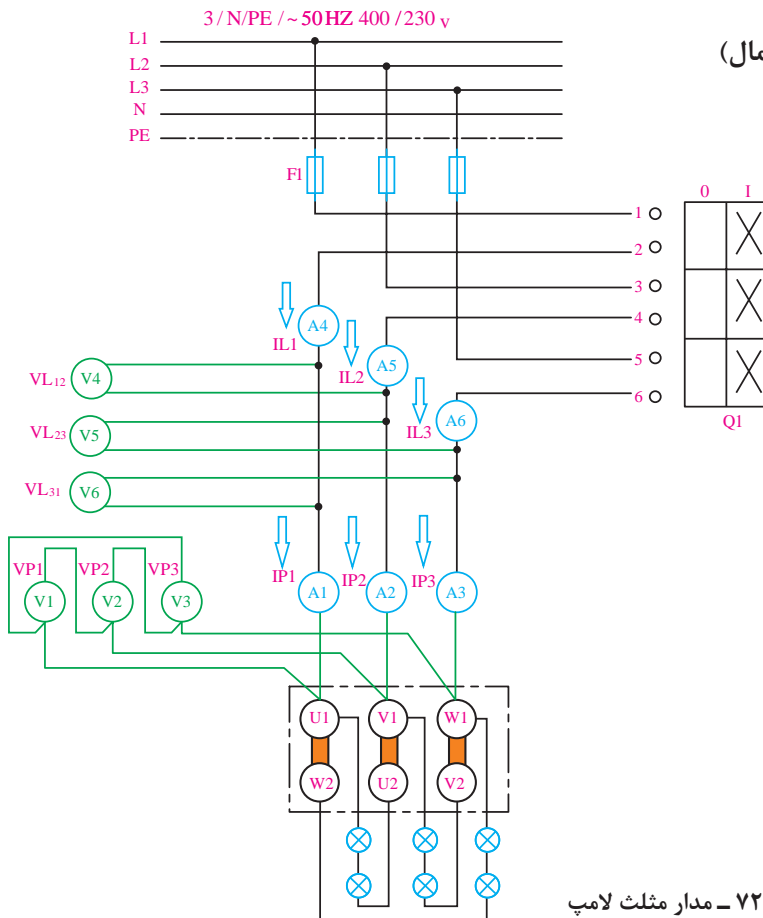 3 / N/PE / ~ 50HZ 400 / 230 v
L1
L2
L3
N
PE
مال)
F1
0 I
1
2
3
4
5
6
Q1
IL1
A4
IL2
A5
IL3
A6
VL12
V4
VL23
V5
VL31
V6
IP1
A1
IP2
A2
IP3
A3
VP1
V1
VP2
V2
VP3
V3
U1
V1
W1
W2
U2
V2
۷۲ – مدار مثلث لامپ